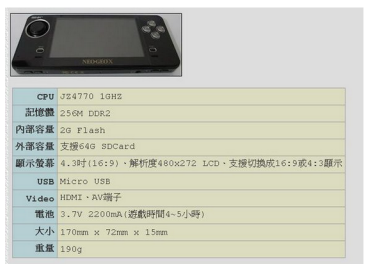 NEO·GEO X
CPU JZ4770 1GHZ
記憶體 256M DDR2
內部容量 2G Flash
外部容量 支援64G SDCard
顯示螢幕 4.3吋(16:9)、解析度480x272 LCD、支援切換成16:9或4:3顯示
USB Micro USB
Video HDMI、AV端子
電池 3.7V 2200mA(遊戲時間4~5小時)
大小 170mm x 72mm x 15mm
重量 190g